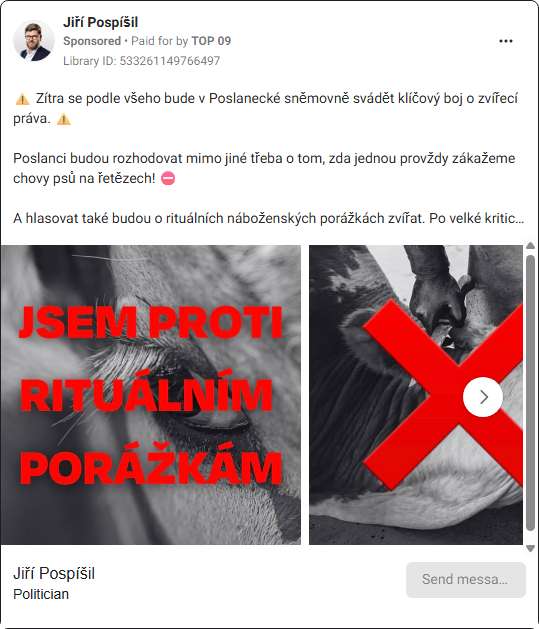 Jiří Pospíšil
Sponsored • Paid for by TOP 09
Library ID: 533261149766497
⚠️ Zítra se podle všeho bude v Poslanecké sněmovně svádět klíčový boj o zvířecí
práva. ⚠️
Poslanci budou rozhodovat mimo jiné třeba o tom, zda jednou provždy zákažeme
chovy psů na řetězech! ⛔
A hlasovat také budou o rituálních náboženských porážkách zvířat. Po velké kritic...
JSEM PROTI
RITUÁLNÍM
PORÁŽKÁM
Jiří Pospíšil
Politician
Send messa...